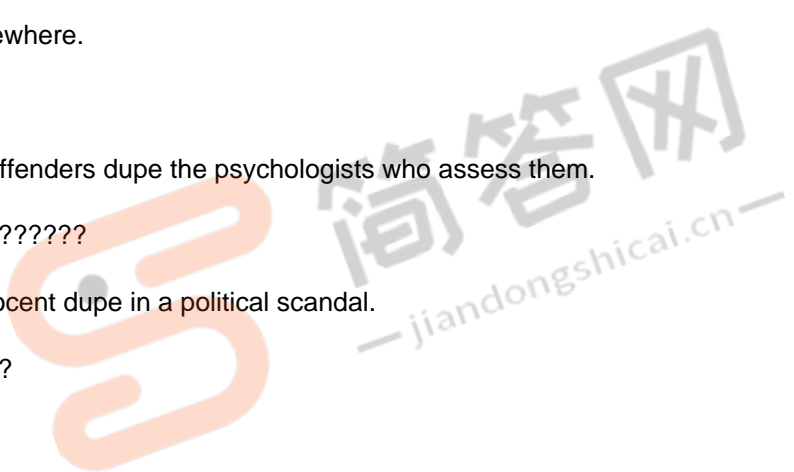 ewhere.
ffenders dupe the psychologists who assess them.
??????
ocent dupe in a political scandal.
?
简答网
jiandongshicai.cn